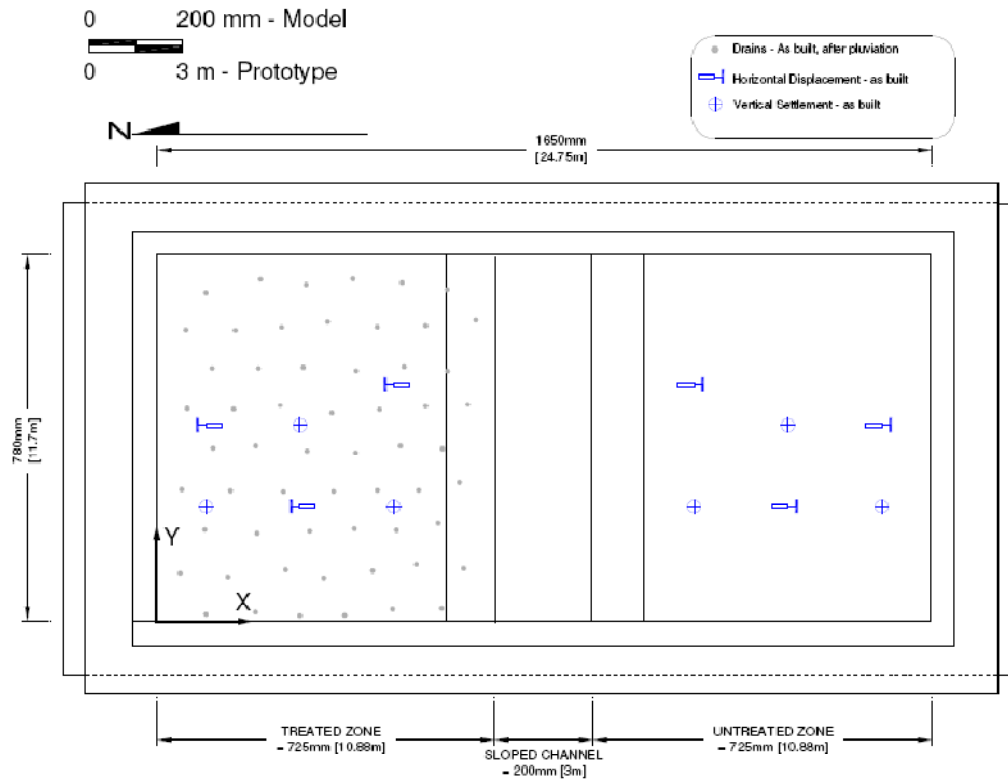 0 200 mm - Model
0 3 m - Prototype
Drains - As built, after pluviation
Horizontal Displacement - as built
Vertical Settlement - as built
N
1650mm
[24.75m]
780mm
[11.7m]
Y
X
TREATED ZONE
- 725mm [10.88m]
SLOPED CHANNEL
- 200mm [3m]
UNTREATED ZONE
- 725mm [10.88m]